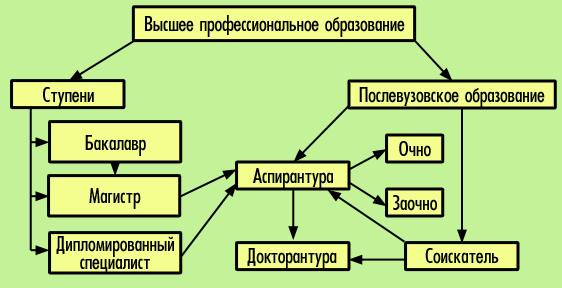 Высшее профессиональное образование
Ступени
Послевузовское образование
Бакалавр
Очно
Аспирантура
Магистр
Заочно
Дипломированный
специалист
Докторантура
Соискатель